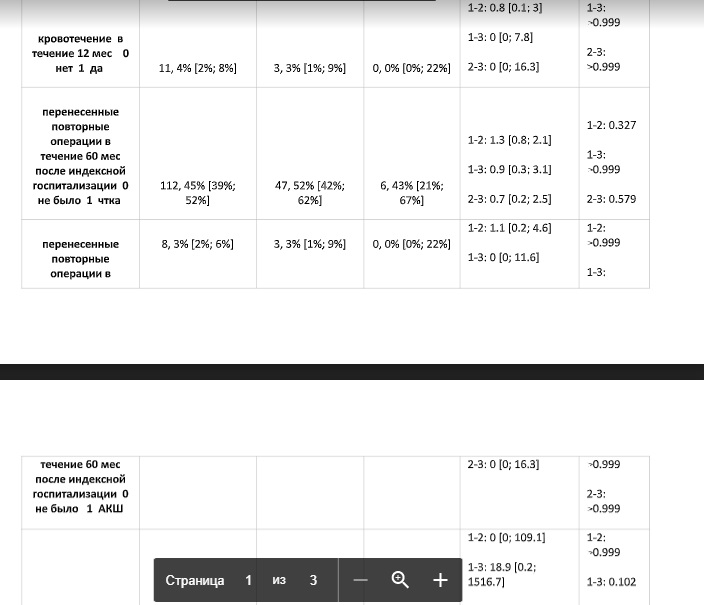 1-2: 0.8 [0.1; 3]
1-3: 0 [0; 7.8]
2-3: 0 [0; 16.3]
1-3:
>0.999
2-3:
>0.999
кровотечение в
течение 12 мес 0
нет 1 да
11, 4% [2%; 8%]
3, 3% [1%; 9%]
0, 0% [0%; 22%]
перенесенные
повторные
операции в
течение 60 мес
после индексной
госпитализации 0
не было 1 чтка
112, 45% [39%;
52%]
47, 52% [42%;
62%]
6, 43% [21%;
67%]
1-2: 1.3 [0.8; 2.1]
1-3: 0.9 [0.3; 3.1]
2-3: 0.7 [0.2; 2.5]
1-2: 0.327
1-3:
>0.999
2-3: 0.579
перенесенные
повторные
операции в
8, 3% [2%; 6%]
3, 3% [1%; 9%]
0, 0% [0%; 22%]
1-2: 1.1 [0.2; 4.6]
1-3: 0 [0; 11.6]
1-2:
>0.999
1-3:
течение 60 мес
после индексной
госпитализации 0
не было 1 АКШ
2-3: 0 [0; 16.3]
>0.999
2-3:
>0.999
1-2: 0 [0; 109.1]
1-3: 18.9 [0.2;
1516.7]
1-2:
>0.999
1-3: 0.102
Страница 1 из 3